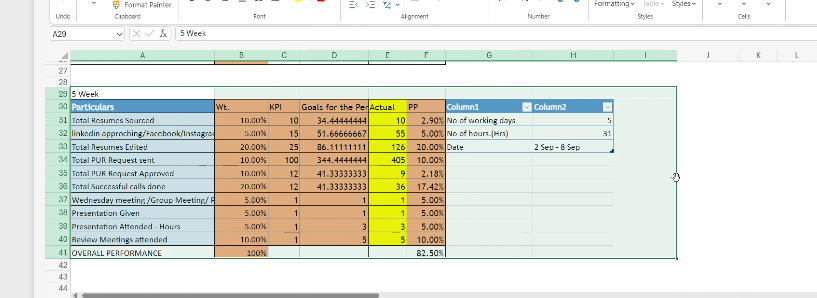 Format Painter
Formatting Table Styles
Undo Clipboard Font Alignment Number Styles Cells
A29 fx 5 Week
A B C D E F G H I J K L
27
28
29 5 Week
30 Particulars Wt. KPI Goals for the Per Actual PP Column1 Column2
31 Total Resumes Sourced 10.00% 10 34.44444444 10 2.90% No of working days 5
32 linkedin approching/Facebook/Instagra 5.00% 15 51.66666667 55 5.00% No of hours.(Hrs) 31
33 Total Resumes Edited 20.00% 25 86.11111111 126 20.00% Date 2 Sep - 8 Sep
34 Total PUR Request sent 10.00% 100 344.4444444 405 10.00%
35 Total PUR Request Approved 10.00% 12 41.33333333 9 2.18%
36 Total Successful calls done 20.00% 12 41.33333333 36 17.42%
37 Wednesday meeting /Group Meeting/ P 5.00% 1 1 1 5.00%
38 Presentation Given 5.00% 1 1 1 5.00%
39 Presentation Attended - Hours 5.00% 1 3 3 5.00%
40 Review Meetings attended 10.00% 1 5 5 10.00%
41 OVERALL PERFORMANCE 100% 82.50%
42
43
44